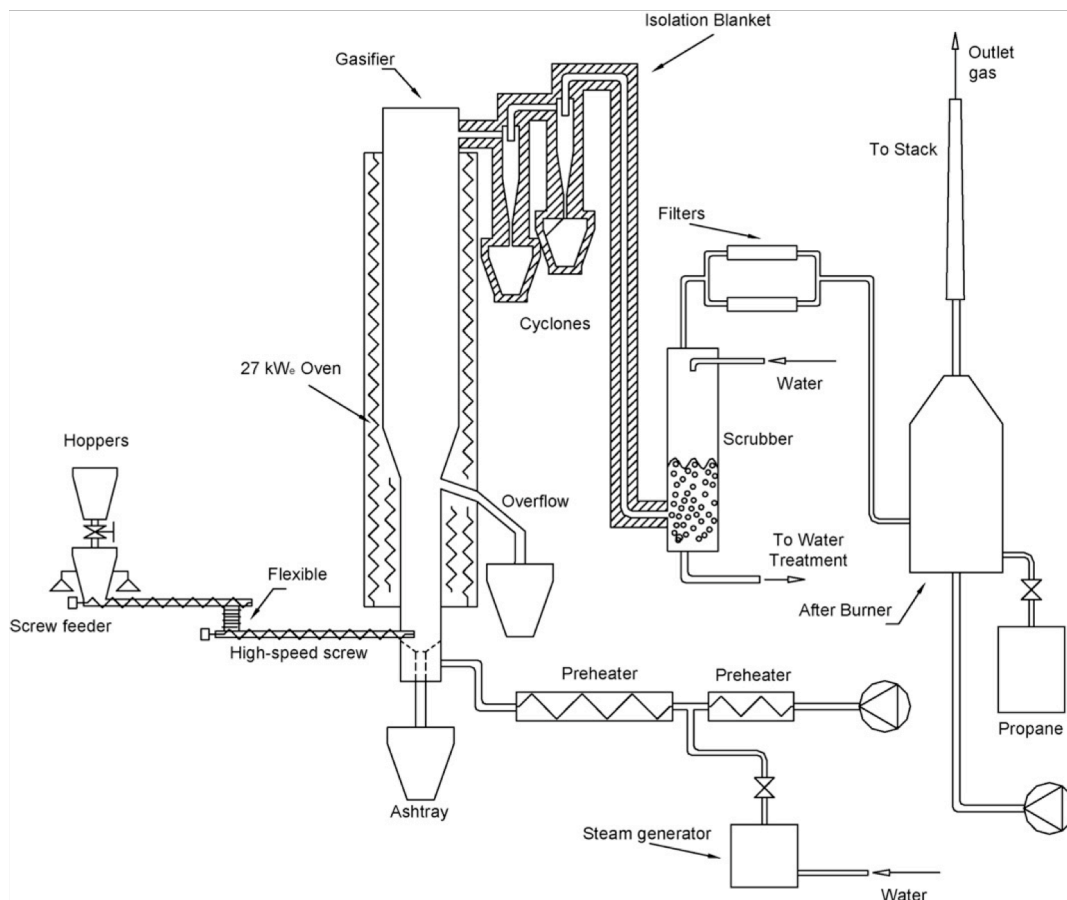 Isolation Blanket
Gasifier
Outlet
gas
To Stack
Filters
Cyclones
27 kWe Oven
Water
Hoppers
Scrubber
Overflow
To Water
Treatment
Flexible
After Burner
Screw feeder
High-speed screw
Preheater
Preheater
Propane
Ashtray
Steam generator
Water